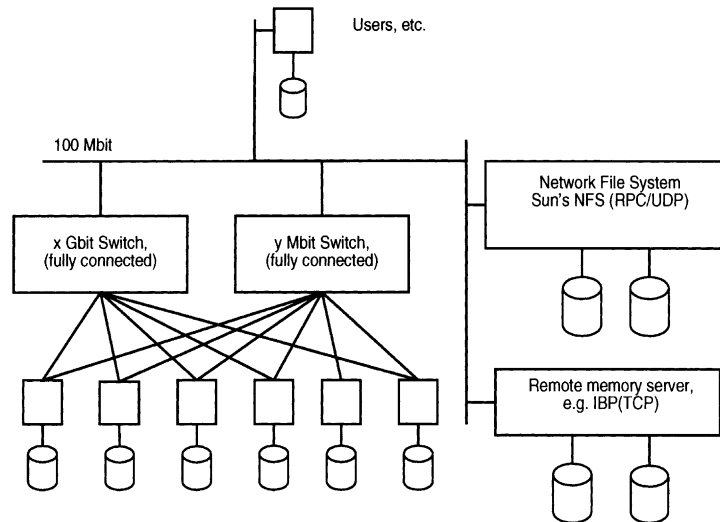 Users, etc.
100 Mbit
Network File System
Sun's NFS (RPC/UDP)
x Gbit Switch,
(fully connected)
y Mbit Switch,
(fully connected)
Remote memory server,
e.g. IBP(TCP)